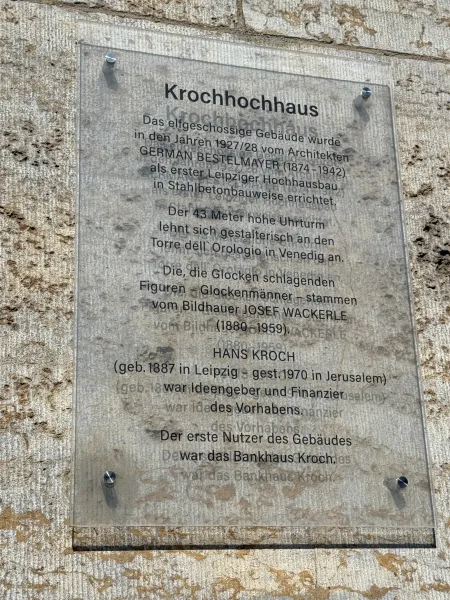 Krochhochhaus
Das elfgeschossige Gebäude wurde
in den Jahren 1927/28 vom Architekten
GERMAN BESTELMAYER (1874-1942)
als erster Leipziger Hochhausbau
in Stahlbetonbauweise errichtet.
Der 43 Meter hohe Uhrturm
lehnt sich gestalterisch an den
Torre dell´Orologio in Venedig an.
Die, die Glocken schlagenden
Figuren - Glockenmänner - stammen
vom Bildhauer JOSEF WACKERLE
(1880-1959).
HANS KROCH
(geb. 1887 in Leipzig - gest. 1970 in Jerusalem)
war Ideengeber und Finanzier
des Vorhabens.
Der erste Nutzer des Gebäudes
war das Bankhaus Kroch.